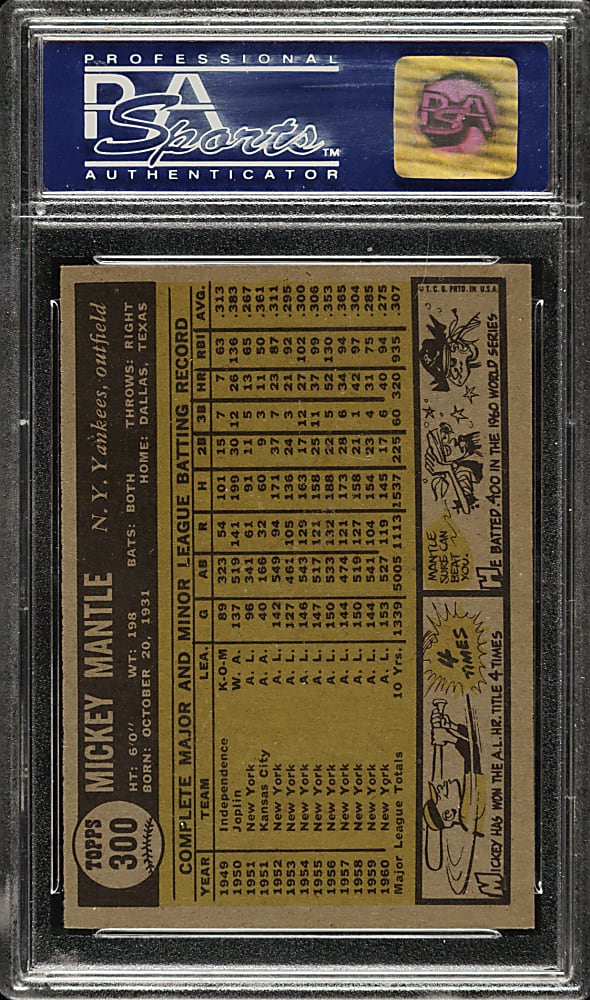 PROFESSIONAL
PSA
Sports™
AUTHENTICATOR
PSA
TOPPS
300
MICKEY MANTLE N. Y. Yankees, outfield
HT: 6'0" WT: 198 BATS: BOTH THROWS: RIGHT
BORN: OCTOBER 20, 1931 HOME: DALLAS, TEXAS
COMPLETE MAJOR AND MINOR LEAGUE BATTING RECORD
YEAR TEAM LEA. G AB R H 2B 3B HR RBI AVG.
1949 Independence K-O-M 89 323 54 101 15 7 7 63 .313
1950 Joplin W. A. 137 519 141 199 30 12 26 136 .383
1951 New York A. L. 96 341 61 91 11 5 13 65 .267
1951 Kansas City A. A. 40 166 32 60 9 3 11 50 .361
1952 New York A. L. 142 549 94 171 37 7 23 87 .311
1953 New York A. L. 127 461 105 136 24 3 21 92 .295
1954 New York A. L. 146 543 129 163 17 12 27 102 .300
1955 New York A. L. 147 517 121 158 25 11 37 99 .306
1956 New York A. L. 150 533 132 188 22 5 52 130 .353
1957 New York A. L. 144 474 121 173 28 6 34 94 .365
1958 New York A. L. 150 519 127 158 21 1 42 97 .304
1959 New York A. L. 144 541 104 154 23 4 31 75 .285
1960 New York A. L. 153 527 119 145 17 6 40 94 .275
Major League Totals 10 Yrs. 1339 5005 1113 1537 225 60 320 935 .307
4
TIMES
MICKEY HAS WON THE A.L. HR. TITLE 4 TIMES
MANTLE
SURE CAN
BEAT
YOU.
HE BATTED .400 IN THE 1960 WORLD SERIES
© T. C. G. PRTD. IN U.S.A.